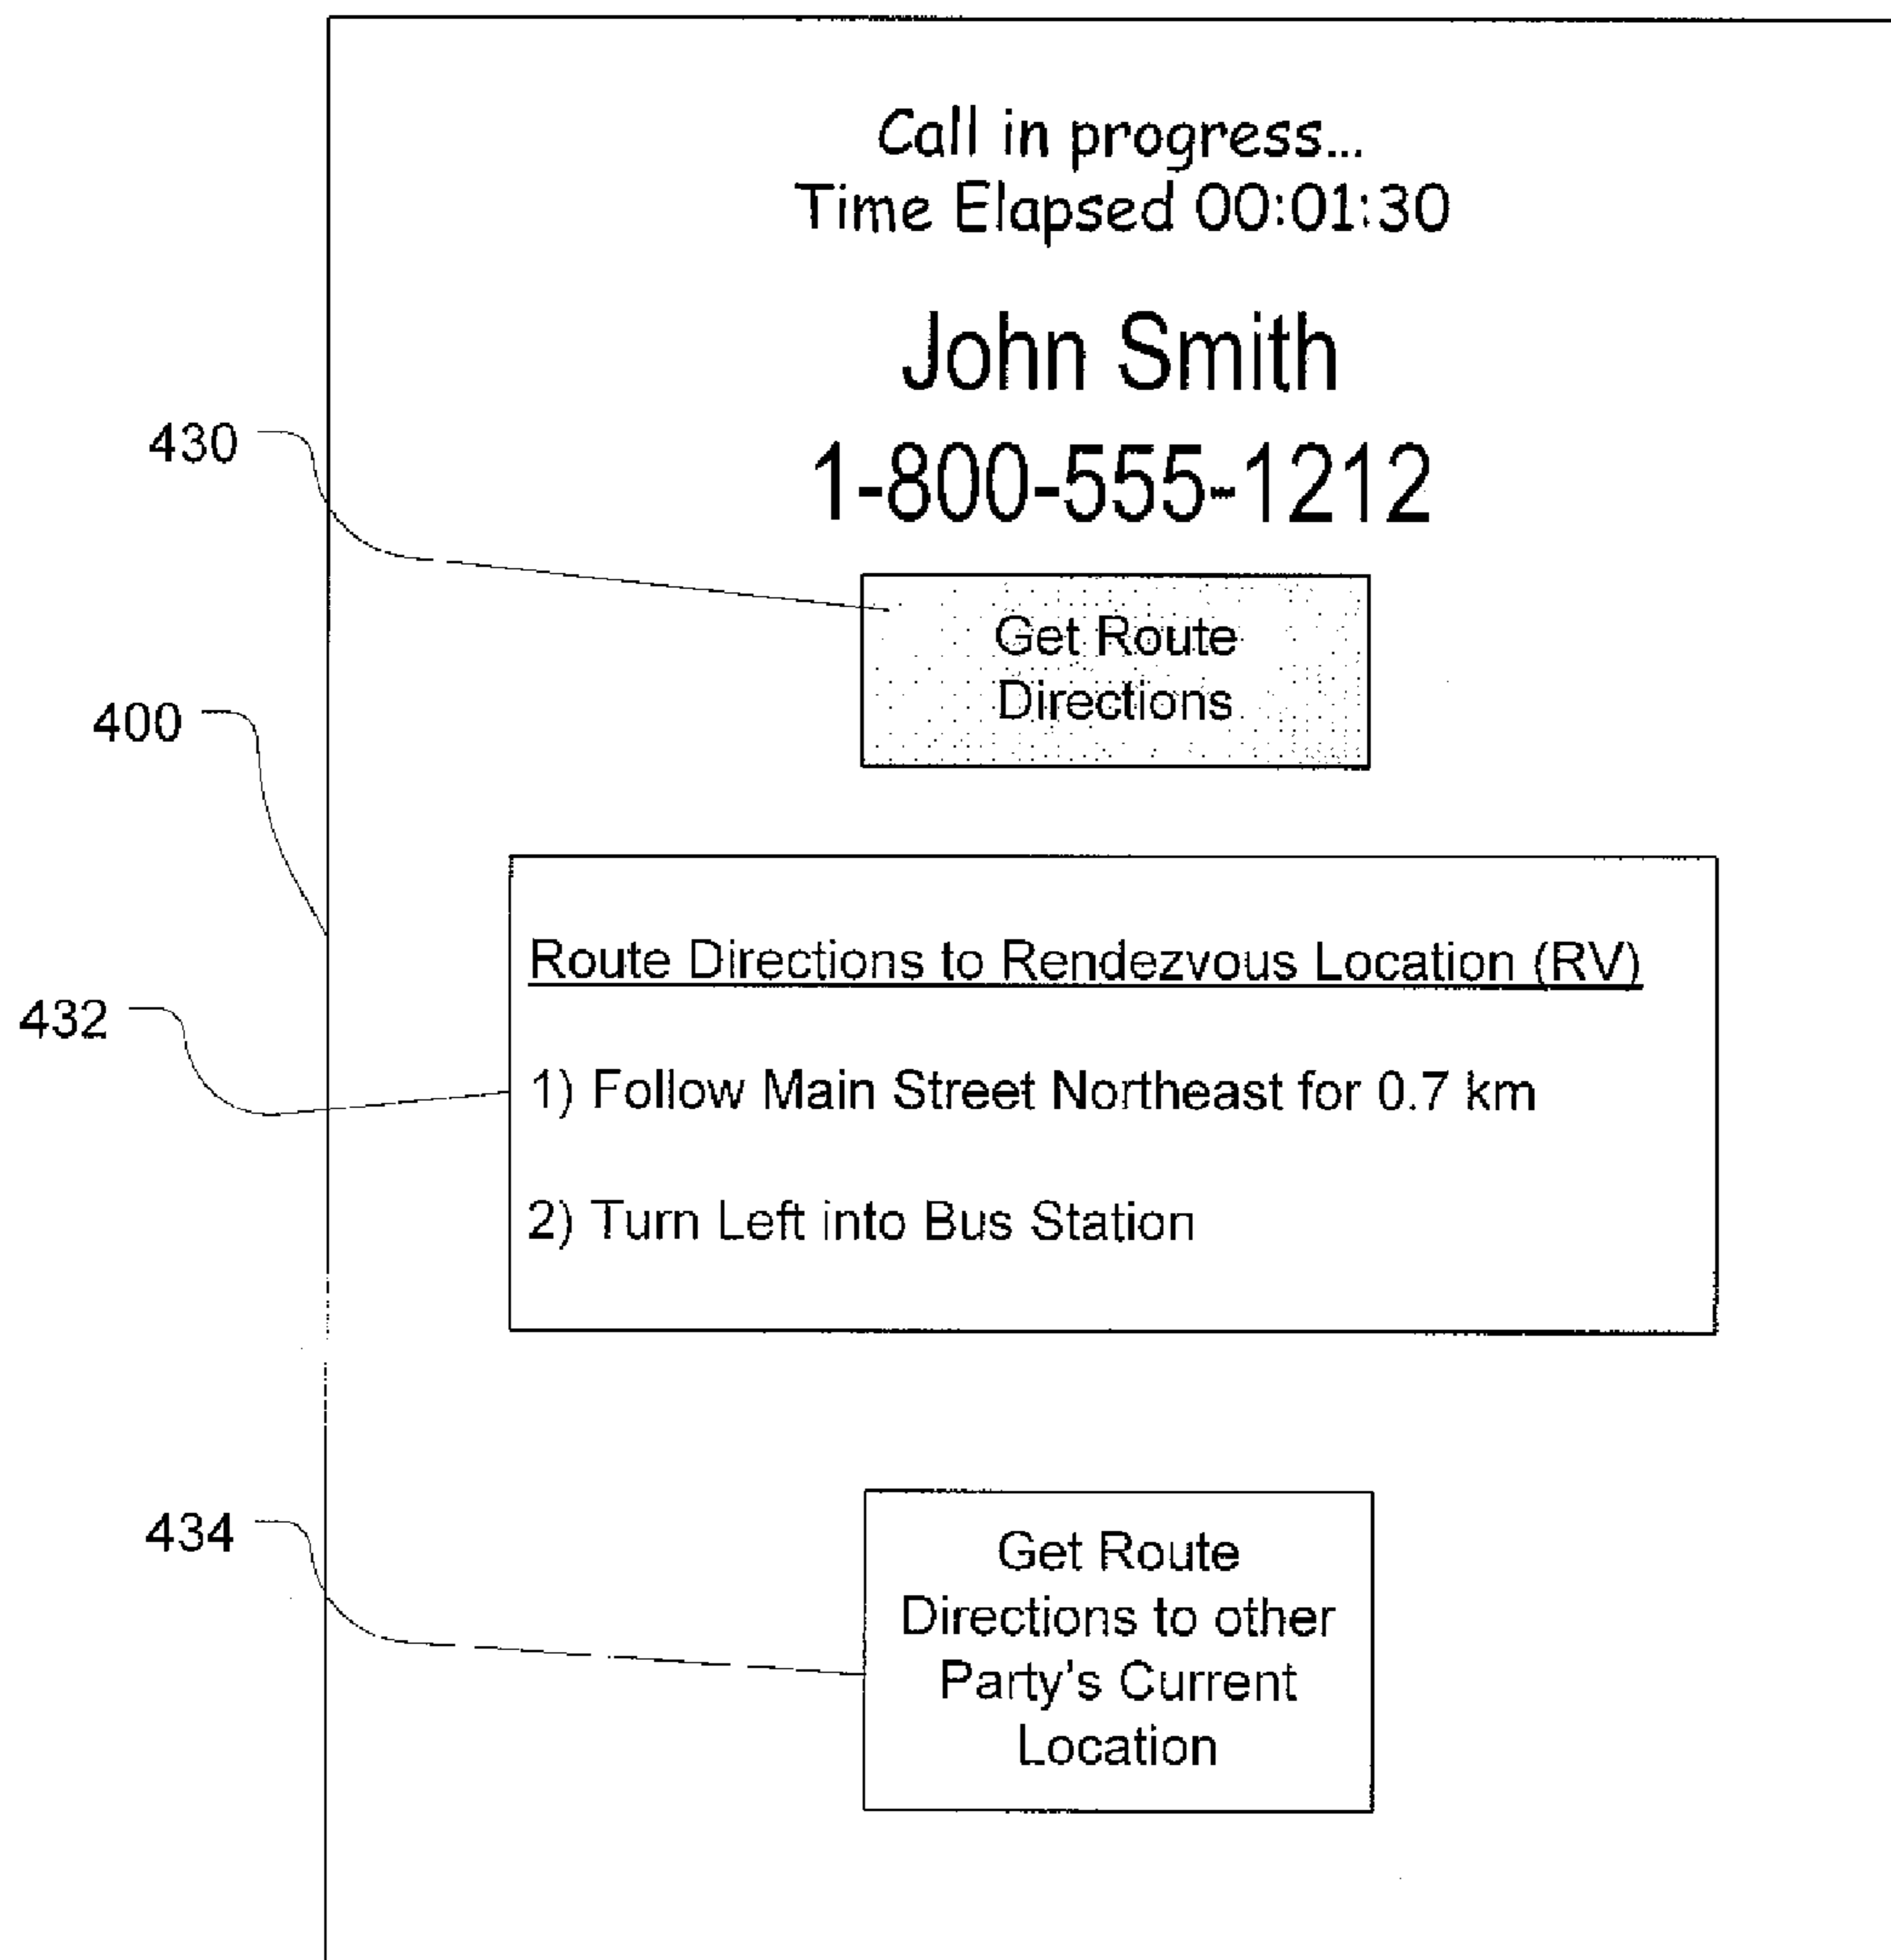 Call in progress...
Time Elapsed 00:01:30
John Smith
1-800-555-1212
430
Get Route
Directions
400
Route Directions to Rendezvous Location (RV)
432
1) Follow Main Street Northeast for 0.7 km
2) Turn Left into Bus Station
434
Get Route
Directions to other
Party's Current
Location